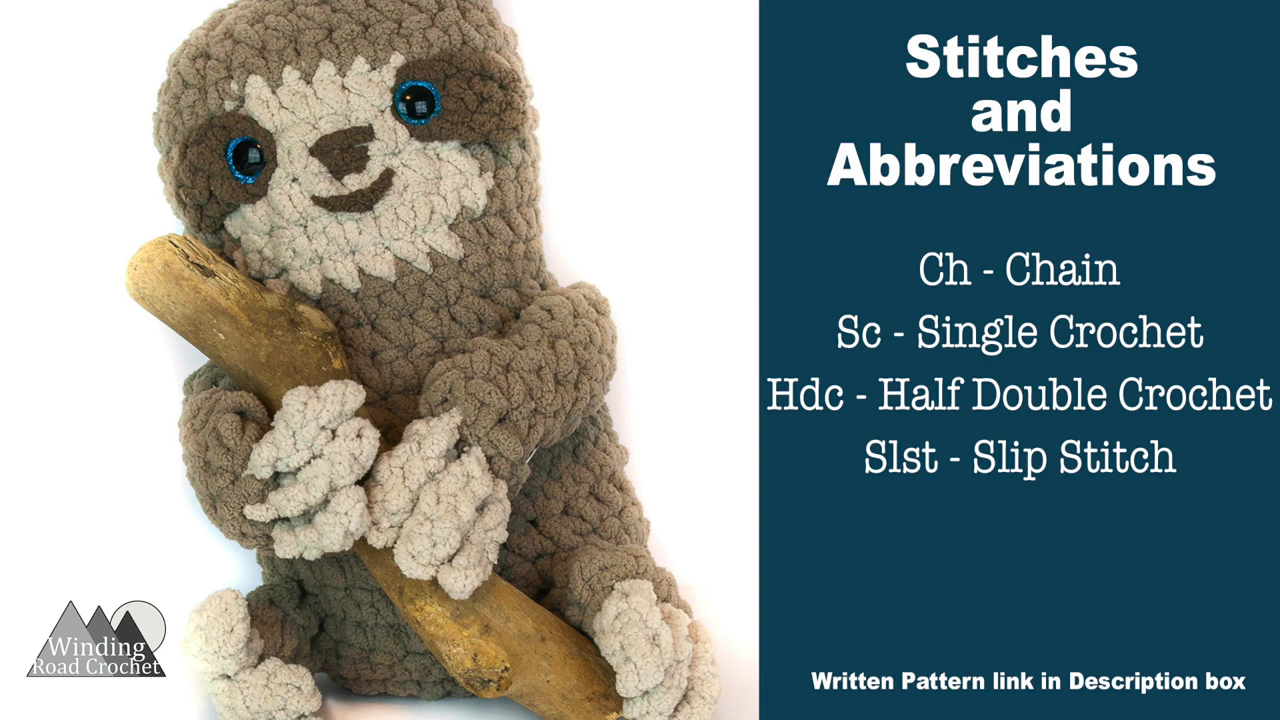 Stitches
and
Abbreviations
Ch - Chain
Sc - Single Crochet
Hdc - Half Double Crochet
Slst - Slip Stitch
Winding
Road Crochet
Written Pattern link in Description box